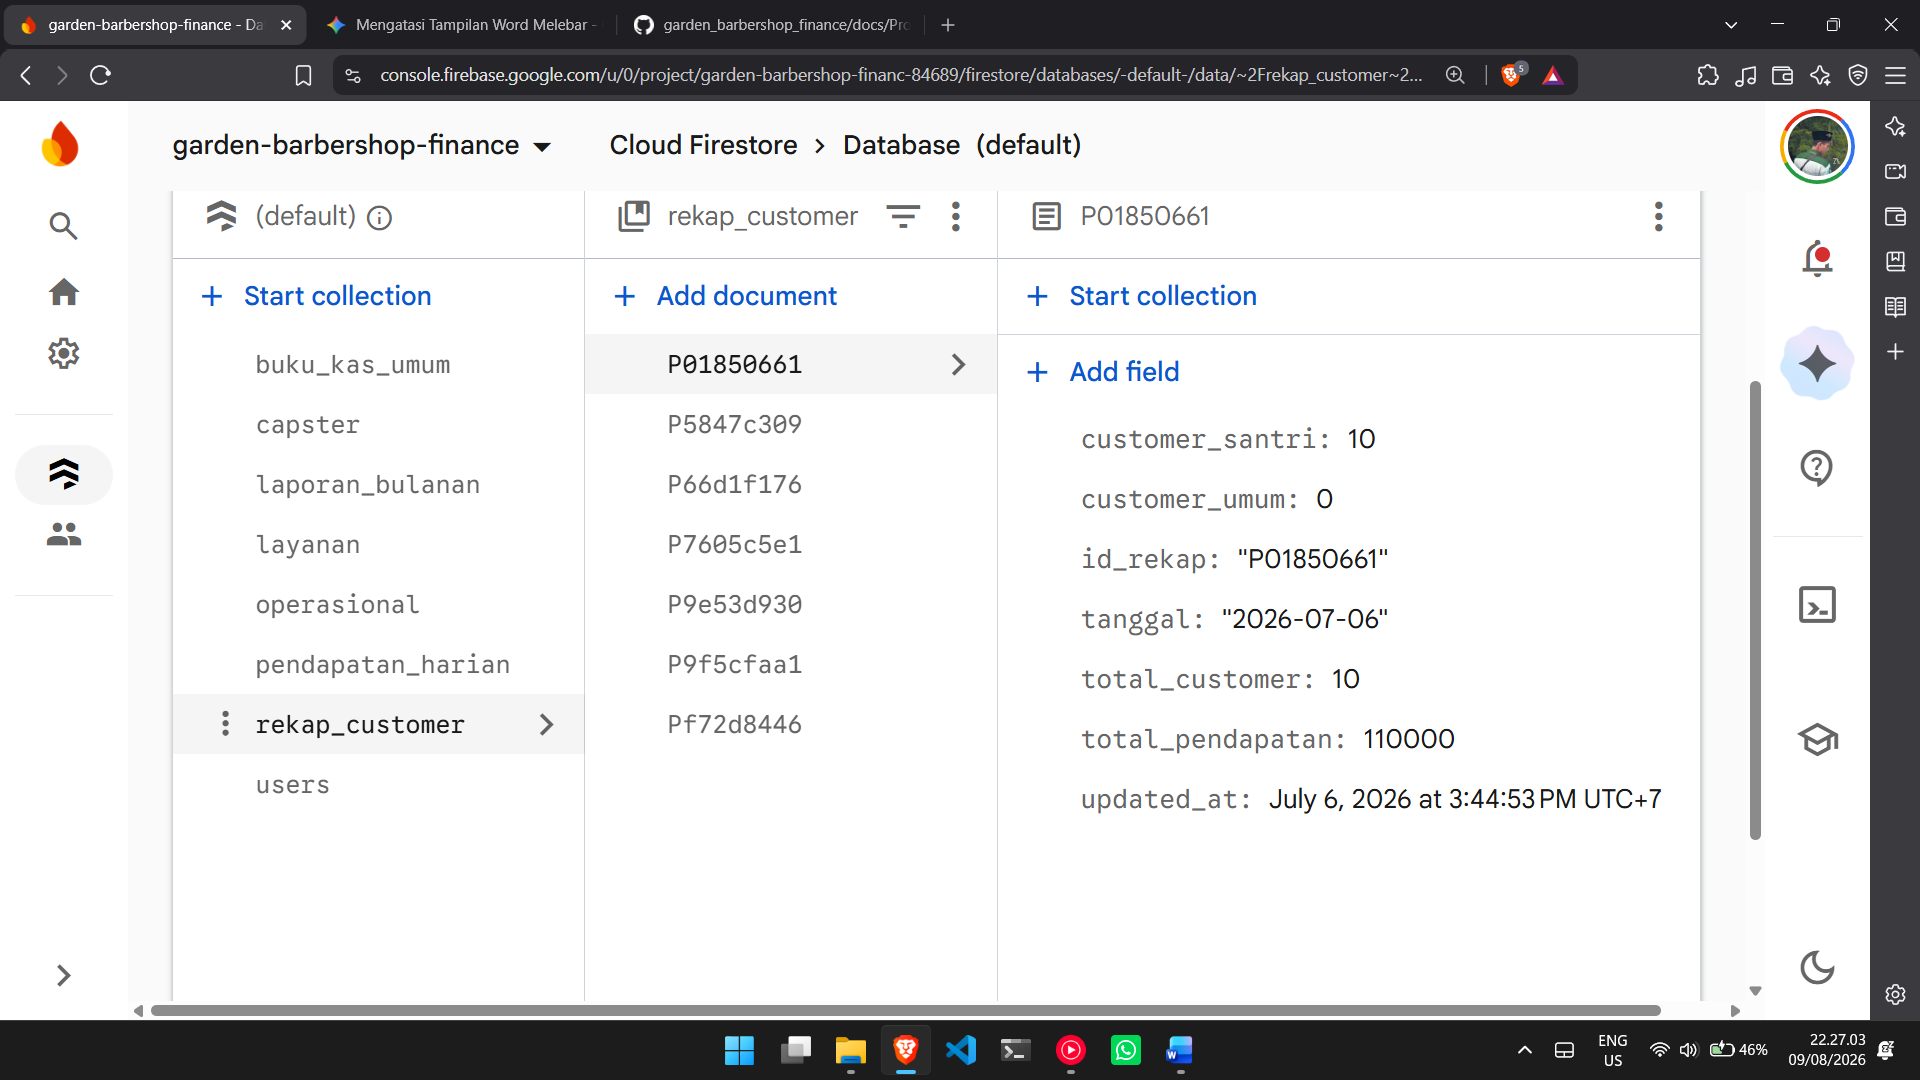 garden-barbershop-finance - Da
Mengatasi Tampilan Word Melebar -
garden_barbershop_finance/docs/Pro
console.firebase.google.com/u/0/project/garden-barbershop-financ-84689/firestore/databases/-default-/data/~2Frekap_customer~2...
5
garden-barbershop-finance
Cloud Firestore > Database (default)
(default)
rekap_customer
P01850661
+ Start collection
+ Add document
+ Start collection
buku_kas_umum
capster
laporan_bulanan
layanan
operasional
pendapatan_harian
rekap_customer
users
P01850661
P5847c309
P66d1f176
P7605c5e1
P9e53d930
P9f5cfaa1
Pf72d8446
+ Add field
customer_santri: 10
customer_umum: 0
id_rekap: "P01850661"
tanggal: "2026-07-06"
total_customer: 10
total_pendapatan: 110000
updated_at: July 6, 2026 at 3:44:53 PM UTC+7
ENG
US
46%
22.27.03
09/08/2026